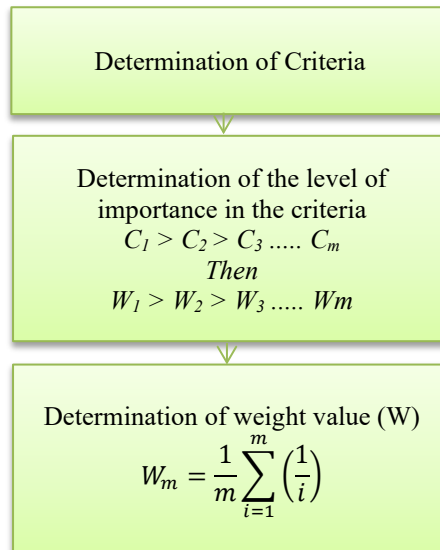 Determination of Criteria
Determination of the level of
importance in the criteria
C₁ > C₂ > C₃ ..... Cₘ
Then
W₁ > W₂ > W₃ ..... Wm
Determination of weight value (W)
Wₘ = 1/m ∑_{i=1}^{m} (1/i)